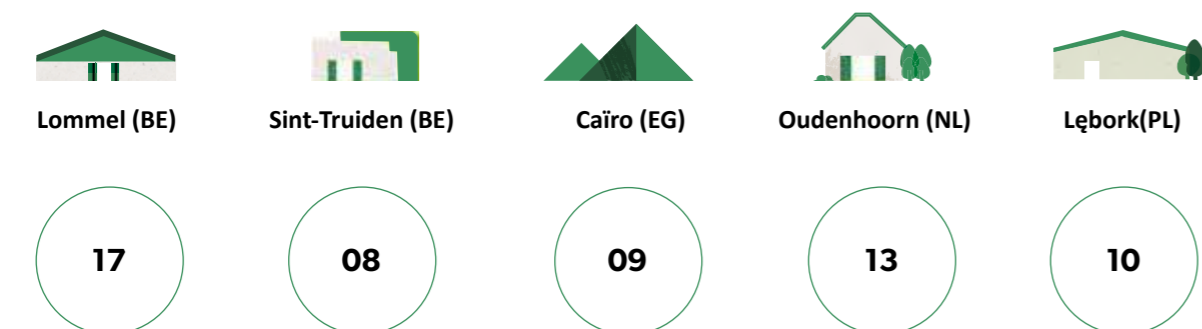 Lommel (BE) Sint-Truiden (BE) Caïro (EG) Oudenhoorn (NL) Lębork(PL)
17 08 09 13 10